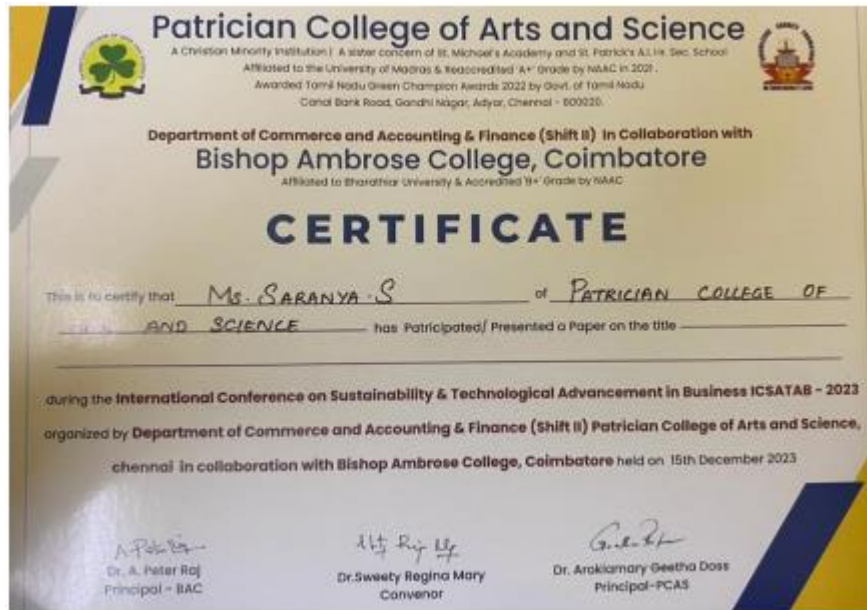 Patrician College of Arts and Science
A Christian Minority Institution | A sister concern of St. Michael's Academy and St. Patrick's A.I. Hr. Sec. School
Affiliated to the University of Madras & Reaccredited 'A+' Grade by NAAC in 2021.
Awarded Tamil Nadu Green Champion Awards 2022 by Govt. of Tamil Nadu
Canal Bank Road, Gandhi Nagar, Adyar, Chennai - 600020.
Department of Commerce and Accounting & Finance (Shift II) In Collaboration with
Bishop Ambrose College, Coimbatore
Affiliated to Bharathiar University & Accredited 'B+' Grade by NAAC
CERTIFICATE
This is to certify that Ms. SARANYA. S of PATRICIAN COLLEGE OF
AND SCIENCE has Patricipated/ Presented a Paper on the title
during the International Conference on Sustainability & Technological Advancement in Business ICSATAB - 2023
organized by Department of Commerce and Accounting & Finance (Shift II) Patrician College of Arts and Science,
chennai in collaboration with Bishop Ambrose College, Coimbatore held on 15th December 2023
Dr. A. Peter Raj
Principal - BAC
Dr.Sweety Regina Mary
Convenor
Dr. Arokiamary Geetha Doss
Principal-PCAS